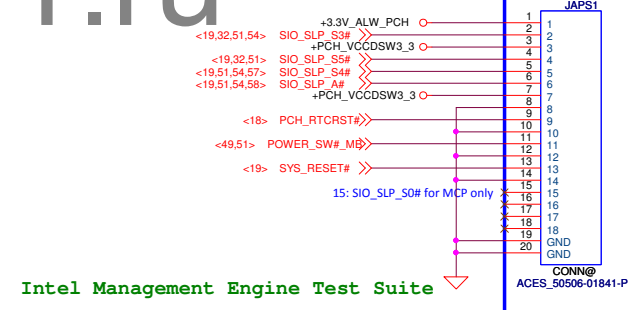 r.ru
JAPS1
+3.3V_ALW_PCH 1 1
<19,32,51,54> SIO_SLP_S3# 2 2
+PCH_VCCDSW3_3 3 3
<19,32,51> SIO_SLP_S5# 4 4
<19,51,54,57> SIO_SLP_S4# 5 5
<19,51,54,58> SIO_SLP_A# 6 6
+PCH_VCCDSW3_3 7 7
8 8
<18> PCH_RTCRST# 9 9
10 10
<49,51> POWER_SW#_MB 11 11
12 12
<19> SYS_RESET# 13 13
14 14
15: SIO_SLP_S0# for MCP only 15 15
16 16
17 17
18 18
19 GND
20 GND
CONN@
Intel Management Engine Test Suite
ACES_50506-01841-P